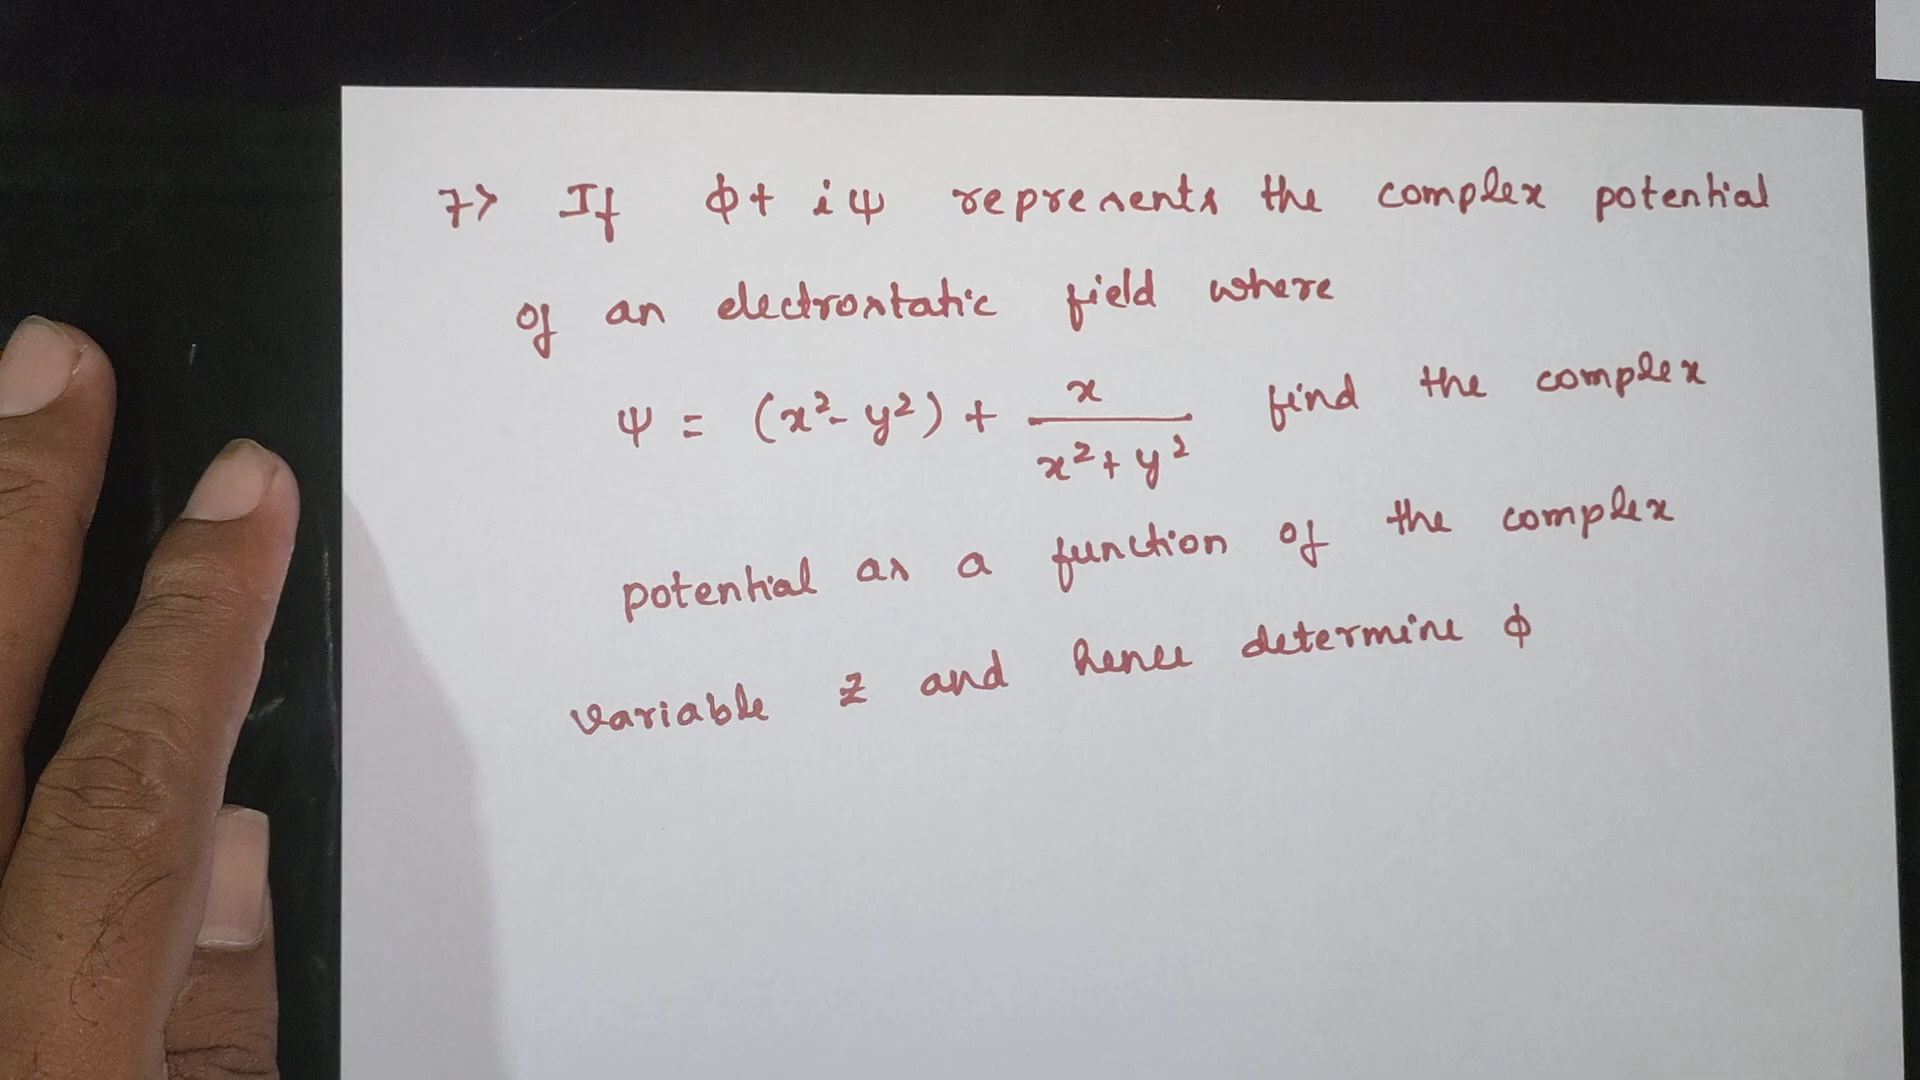 7> If ϕ + iψ represents the complex potential
of an electrostatic field where
ψ = (x² - y²) + x / (x² + y²) find the complex
potential as a function of the complex
variable z and hence determine ϕ